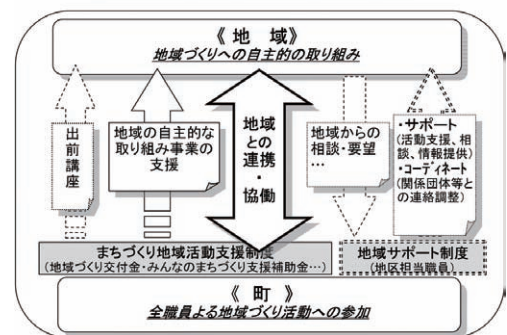 《 地 域 》
地域づくりへの自主的の取り組み
出前講座
地域の自主的な
取り組み事業の
支援
地域との連携・協働
地域からの
相談・要望
…
・サポート
(活動支援、相
談、情報提供)
・コーディネート
(関係団体等と
の連絡調整)
まちづくり地域活動支援制度
(地域づくり交付金・みんなのまちづくり支援補助金…)
地域サポート制度
(地区担当職員)
《 町 》
全職員よる地域づくり活動への参加